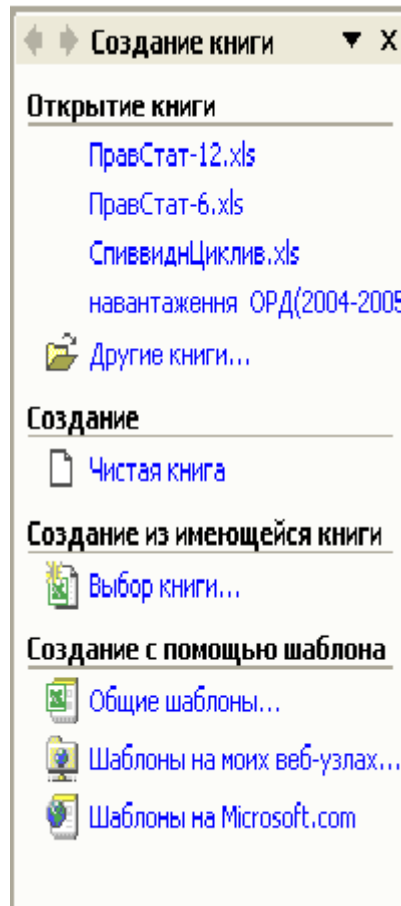 Создание книги ▼ X
Открытие книги
ПравСтат-12.xls
ПравСтат-6.xls
СпиввиднЦиклив.xls
навантаження ОРД(2004-2005
Другие книги...
Создание
Чистая книга
Создание из имеющейся книги
Выбор книги...
Создание с помощью шаблона
Общие шаблоны...
Шаблоны на моих веб-узлах...
Шаблоны на Microsoft.com